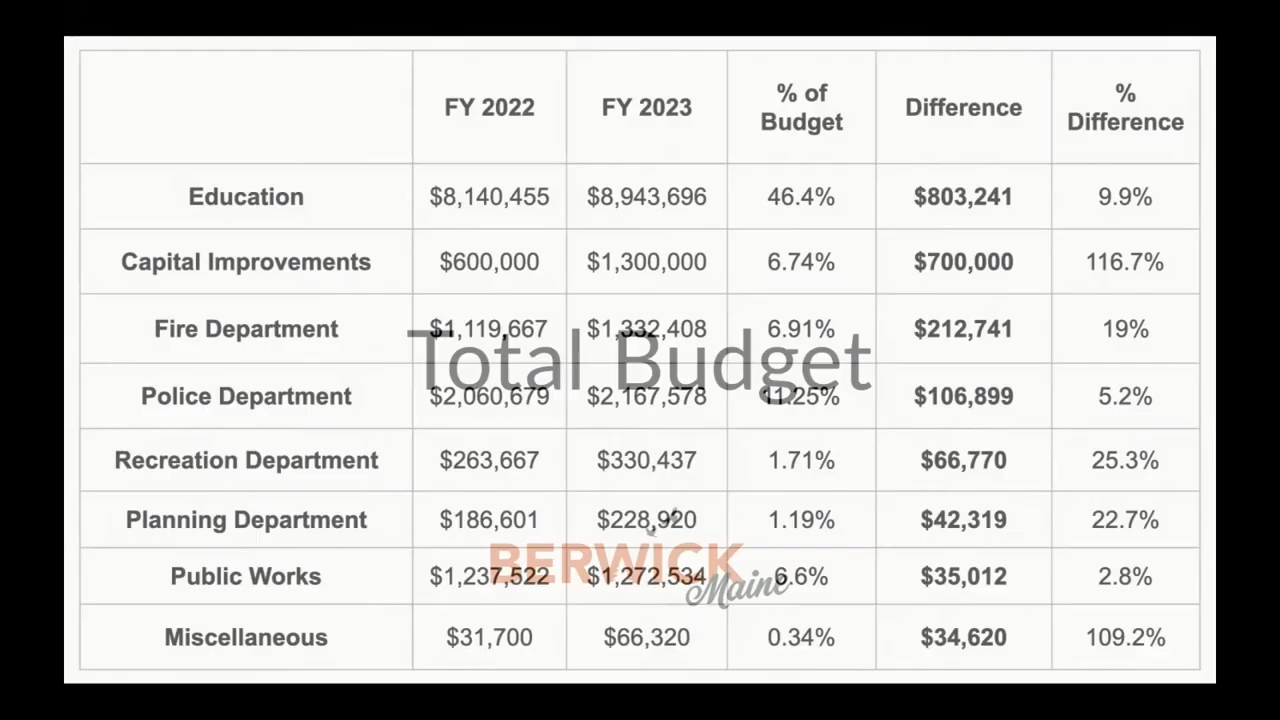 FY 2022 FY 2023 % of Budget Difference % Difference
Education $8,140,455 $8,943,696 46.4% $803,241 9.9%
Capital Improvements $600,000 $1,300,000 6.74% $700,000 116.7%
Fire Department $1,119,667 $1,332,408 6.91% $212,741 19%
Total Budget
Police Department $2,060,679 $2,167,578 11.25% $106,899 5.2%
Recreation Department $263,667 $330,437 1.71% $66,770 25.3%
Planning Department $186,601 $228,920 1.19% $42,319 22.7%
BERWICK
Maine
Public Works $1,237,522 $1,272,534 6.6% $35,012 2.8%
Miscellaneous $31,700 $66,320 0.34% $34,620 109.2%